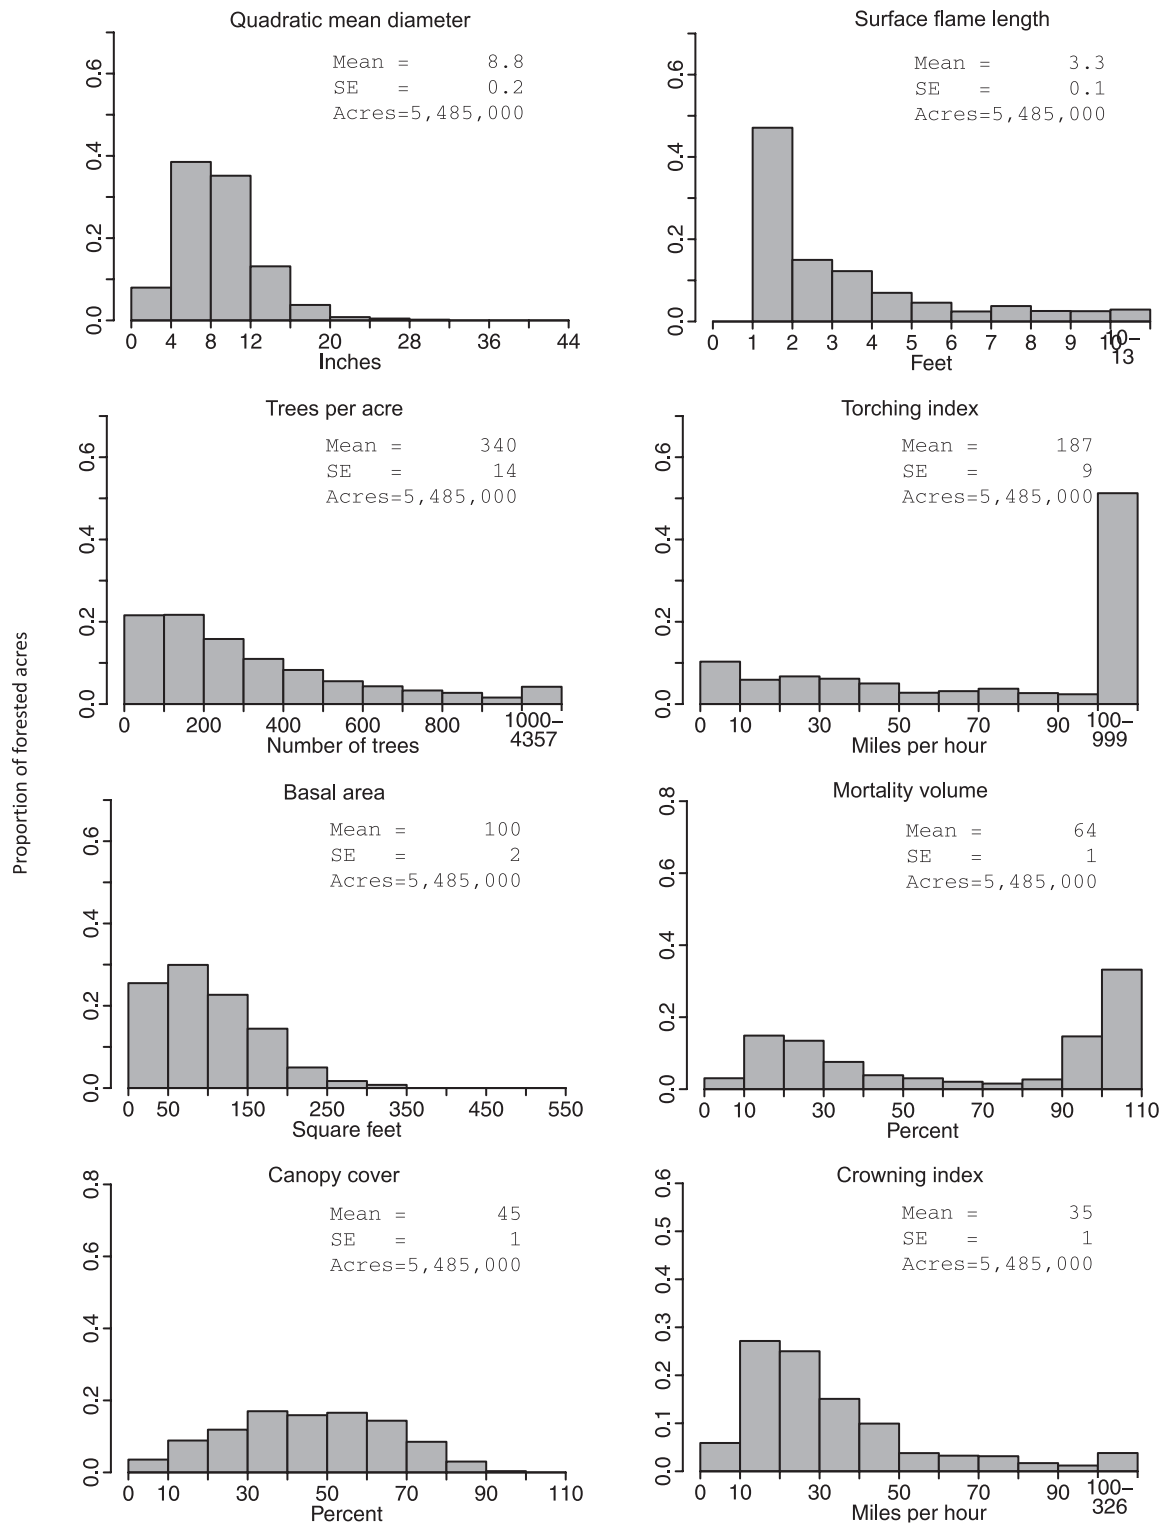 Proportion of forested acres
Quadratic mean diameter
Mean = 8.8
SE = 0.2
Acres=5,485,000
0.0 0.2 0.4 0.6
0 4 8 12 20 28 36 44
Inches
Surface flame length
Mean = 3.3
SE = 0.1
Acres=5,485,000
0.0 0.2 0.4 0.6
0 1 2 3 4 5 6 7 8 9 10 10–
13
Feet
Trees per acre
Mean = 340
SE = 14
Acres=5,485,000
0.0 0.2 0.4 0.6
0 200 400 600 800 1000–
4357
Number of trees
Torching index
Mean = 187
SE = 9
Acres=5,485,000
0.0 0.2 0.4 0.6
0 10 30 50 70 90 100–
999
Miles per hour
Basal area
Mean = 100
SE = 2
Acres=5,485,000
0.0 0.2 0.4 0.6
0 50 150 250 350 450 550
Square feet
Mortality volume
Mean = 64
SE = 1
Acres=5,485,000
0.0 0.2 0.4 0.6 0.8
0 10 30 50 70 90 110
Percent
Canopy cover
Mean = 45
SE = 1
Acres=5,485,000
0.0 0.2 0.4 0.6 0.8
0 10 30 50 70 90 110
Percent
Crowning index
Mean = 35
SE = 1
Acres=5,485,000
0.0 0.1 0.2 0.3 0.4 0.5 0.6
0 10 30 50 70 90 100–
326
Miles per hour